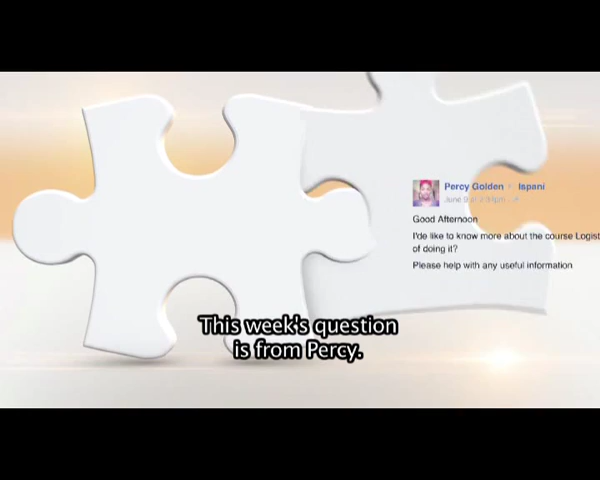 Percy Golden › Ispani
Good Afternoon
I'de like to know more about the course Logist
of doing it?
Please help with any useful information
This week's question
is from Percy.